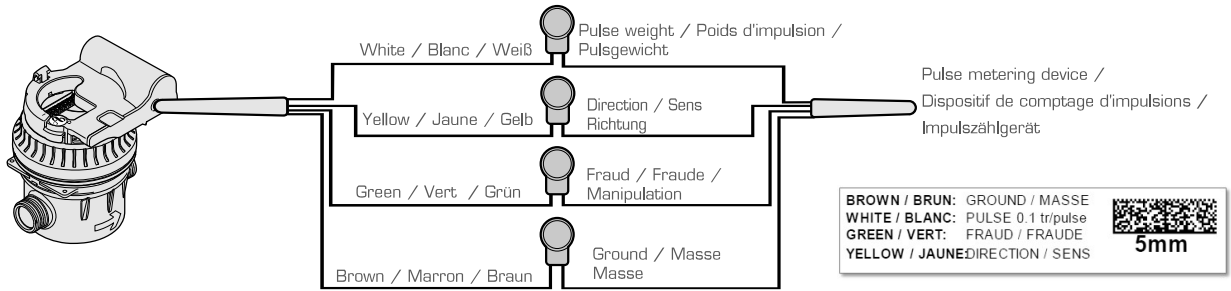 White / Blanc / Weiß
Pulse weight / Poids d'impulsion /
Pulsgewicht
Yellow / Jaune / Gelb
Direction / Sens
Richtung
Green / Vert / Grün
Fraud / Fraude /
Manipulation
Brown / Marron / Braun
Ground / Masse
Masse
Pulse metering device /
Dispositif de comptage d'impulsions /
Impulszählgerät
BROWN / BRUN: GROUND / MASSE
WHITE / BLANC: PULSE 0.1 tr/pulse
GREEN / VERT: FRAUD / FRAUDE
YELLOW / JAUNE: DIRECTION / SENS
5mm